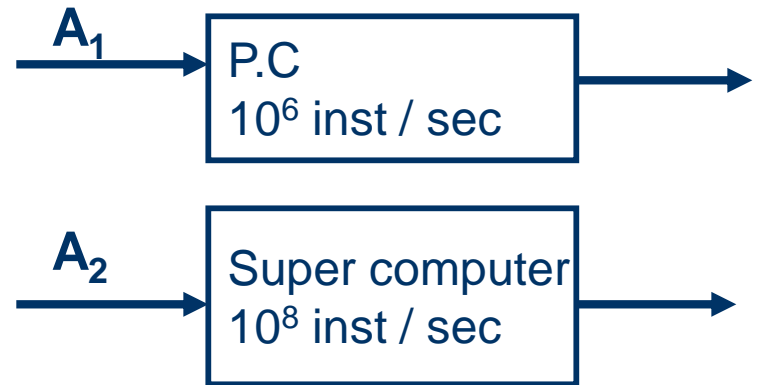 A₁
P.C
10⁶ inst / sec
A₂
Super computer
10⁸ inst / sec